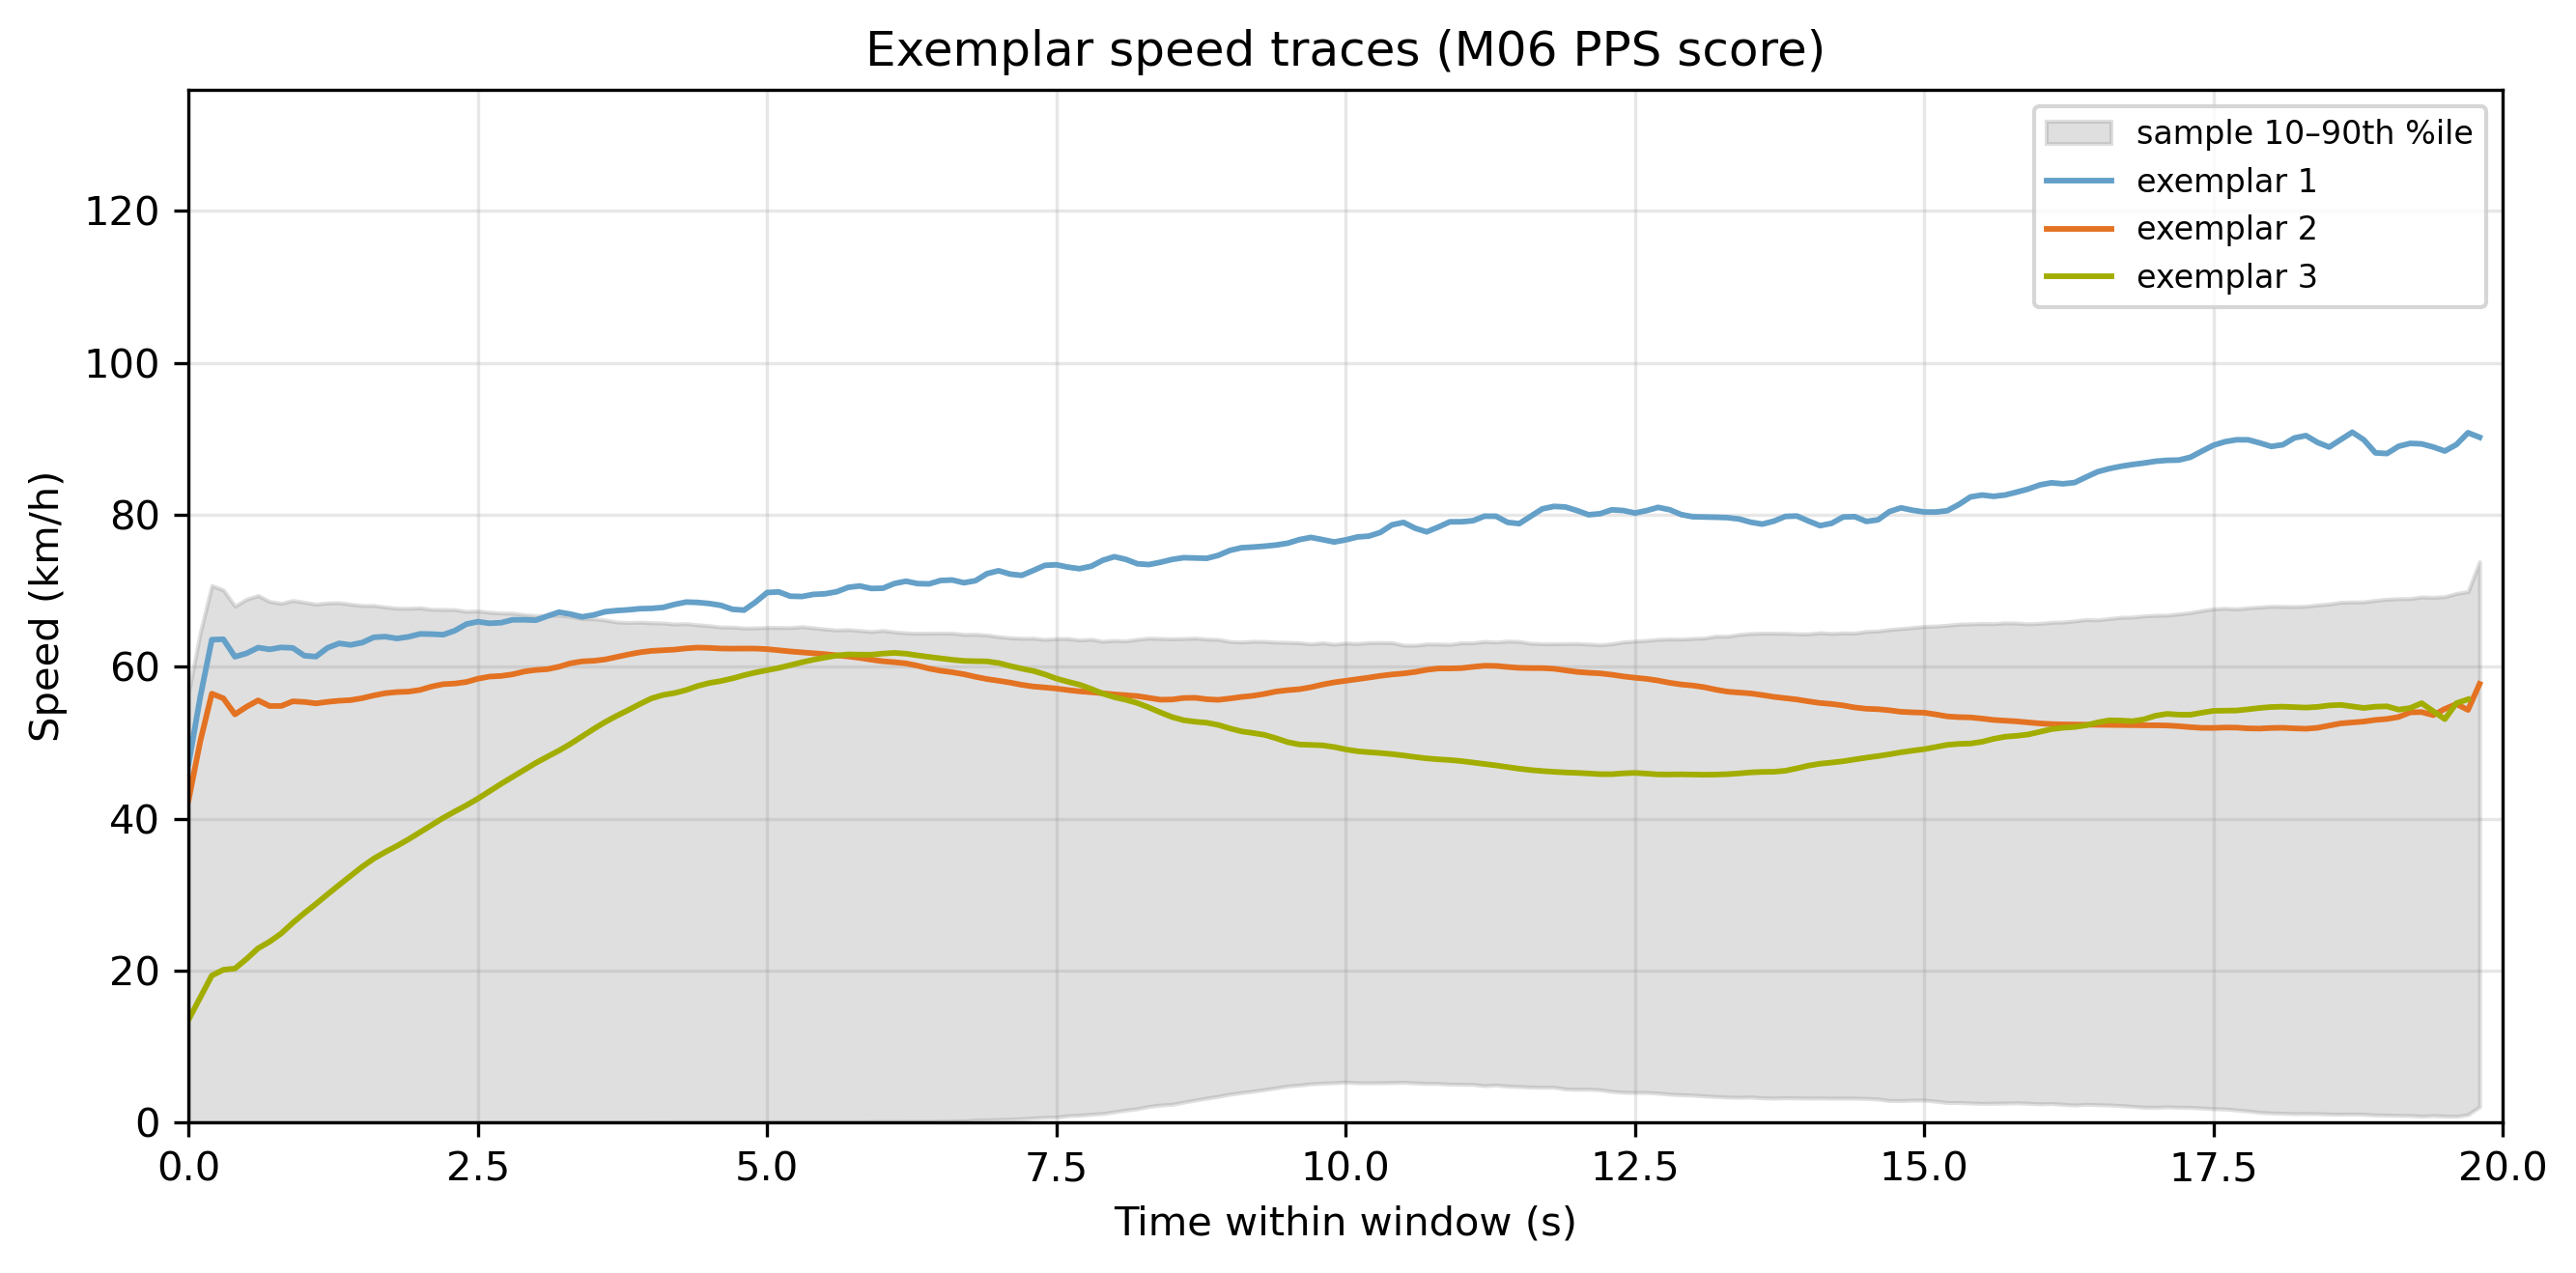 Exemplar speed traces (M06 PPS score)
sample 10–90th %ile
exemplar 1
exemplar 2
exemplar 3
Speed (km/h)
120
100
80
60
40
20
0
0.0 2.5 5.0 7.5 10.0 12.5 15.0 17.5 20.0
Time within window (s)